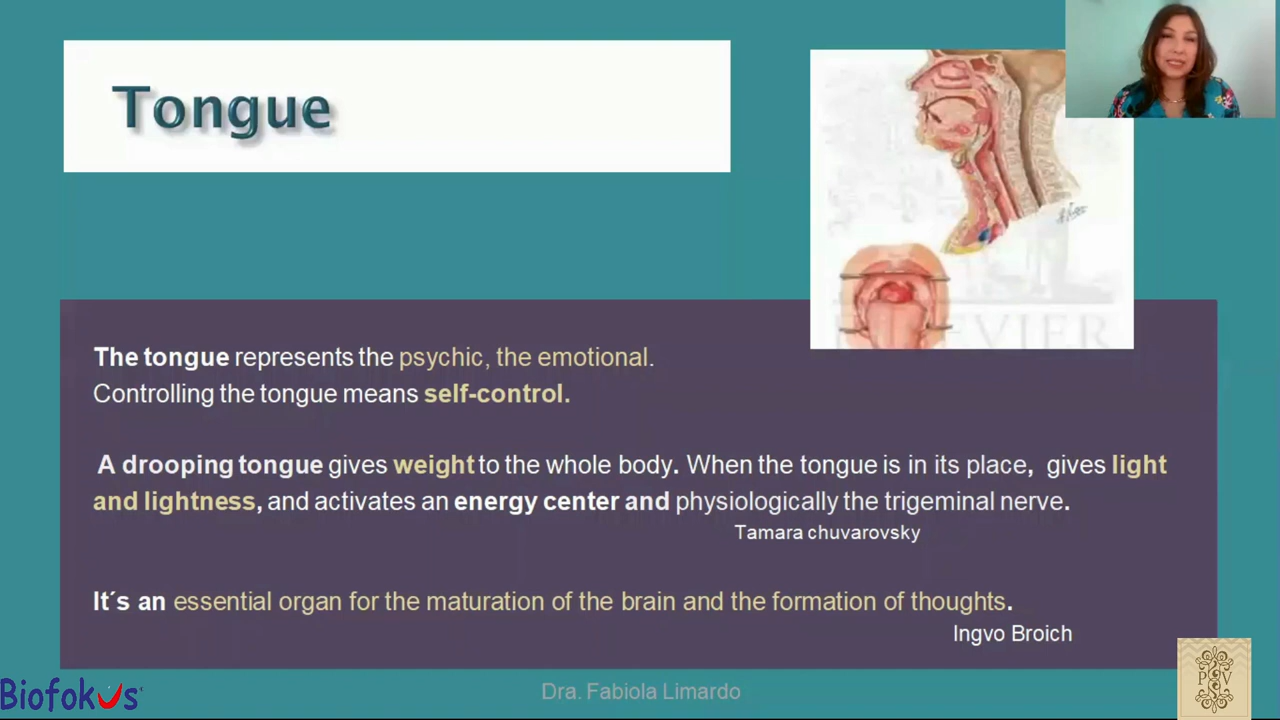 Tongue
ELSEVIER
The tongue represents the psychic, the emotional.
Controlling the tongue means self-control.
A drooping tongue gives weight to the whole body. When the tongue is in its place, gives light
and lightness, and activates an energy center and physiologically the trigeminal nerve.
Tamara chuvarovsky
It´s an essential organ for the maturation of the brain and the formation of thoughts.
Ingvo Broich
Biofokus
Dra. Fabiola Limardo
P V